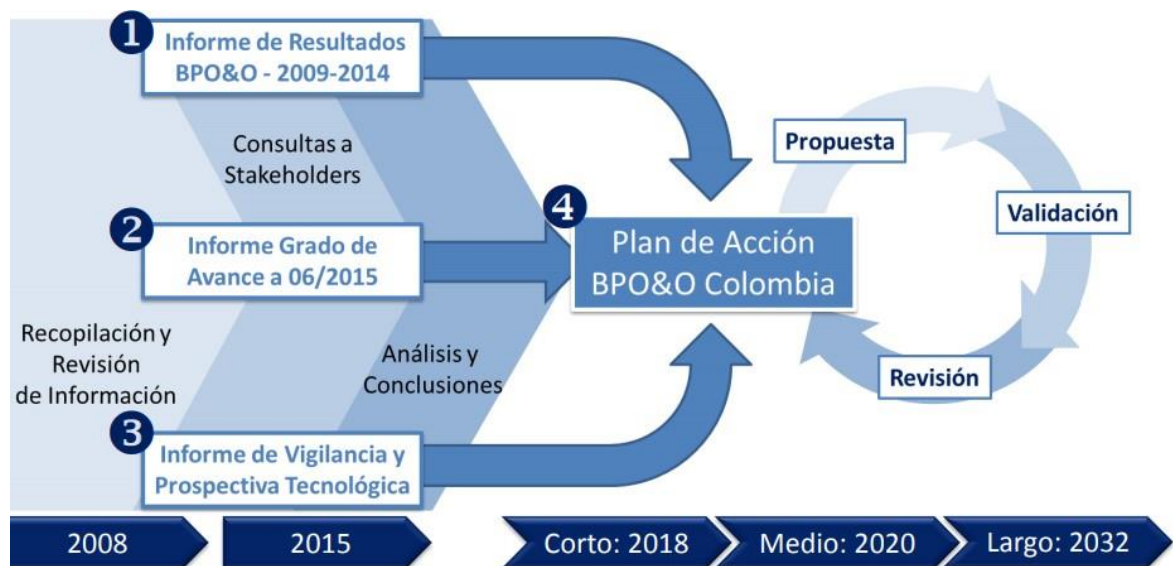 1
Informe de Resultados
BPO&O - 2009-2014
Consultas a
Stakeholders
2
Informe Grado de
Avance a 06/2015
Recopilación y
Revisión
de Información
Análisis y
Conclusiones
3
Informe de Vigilancia y
Prospectiva Tecnológica
4
Plan de Acción
BPO&O Colombia
Propuesta
Validación
Revisión
2008
2015
Corto: 2018
Medio: 2020
Largo: 2032